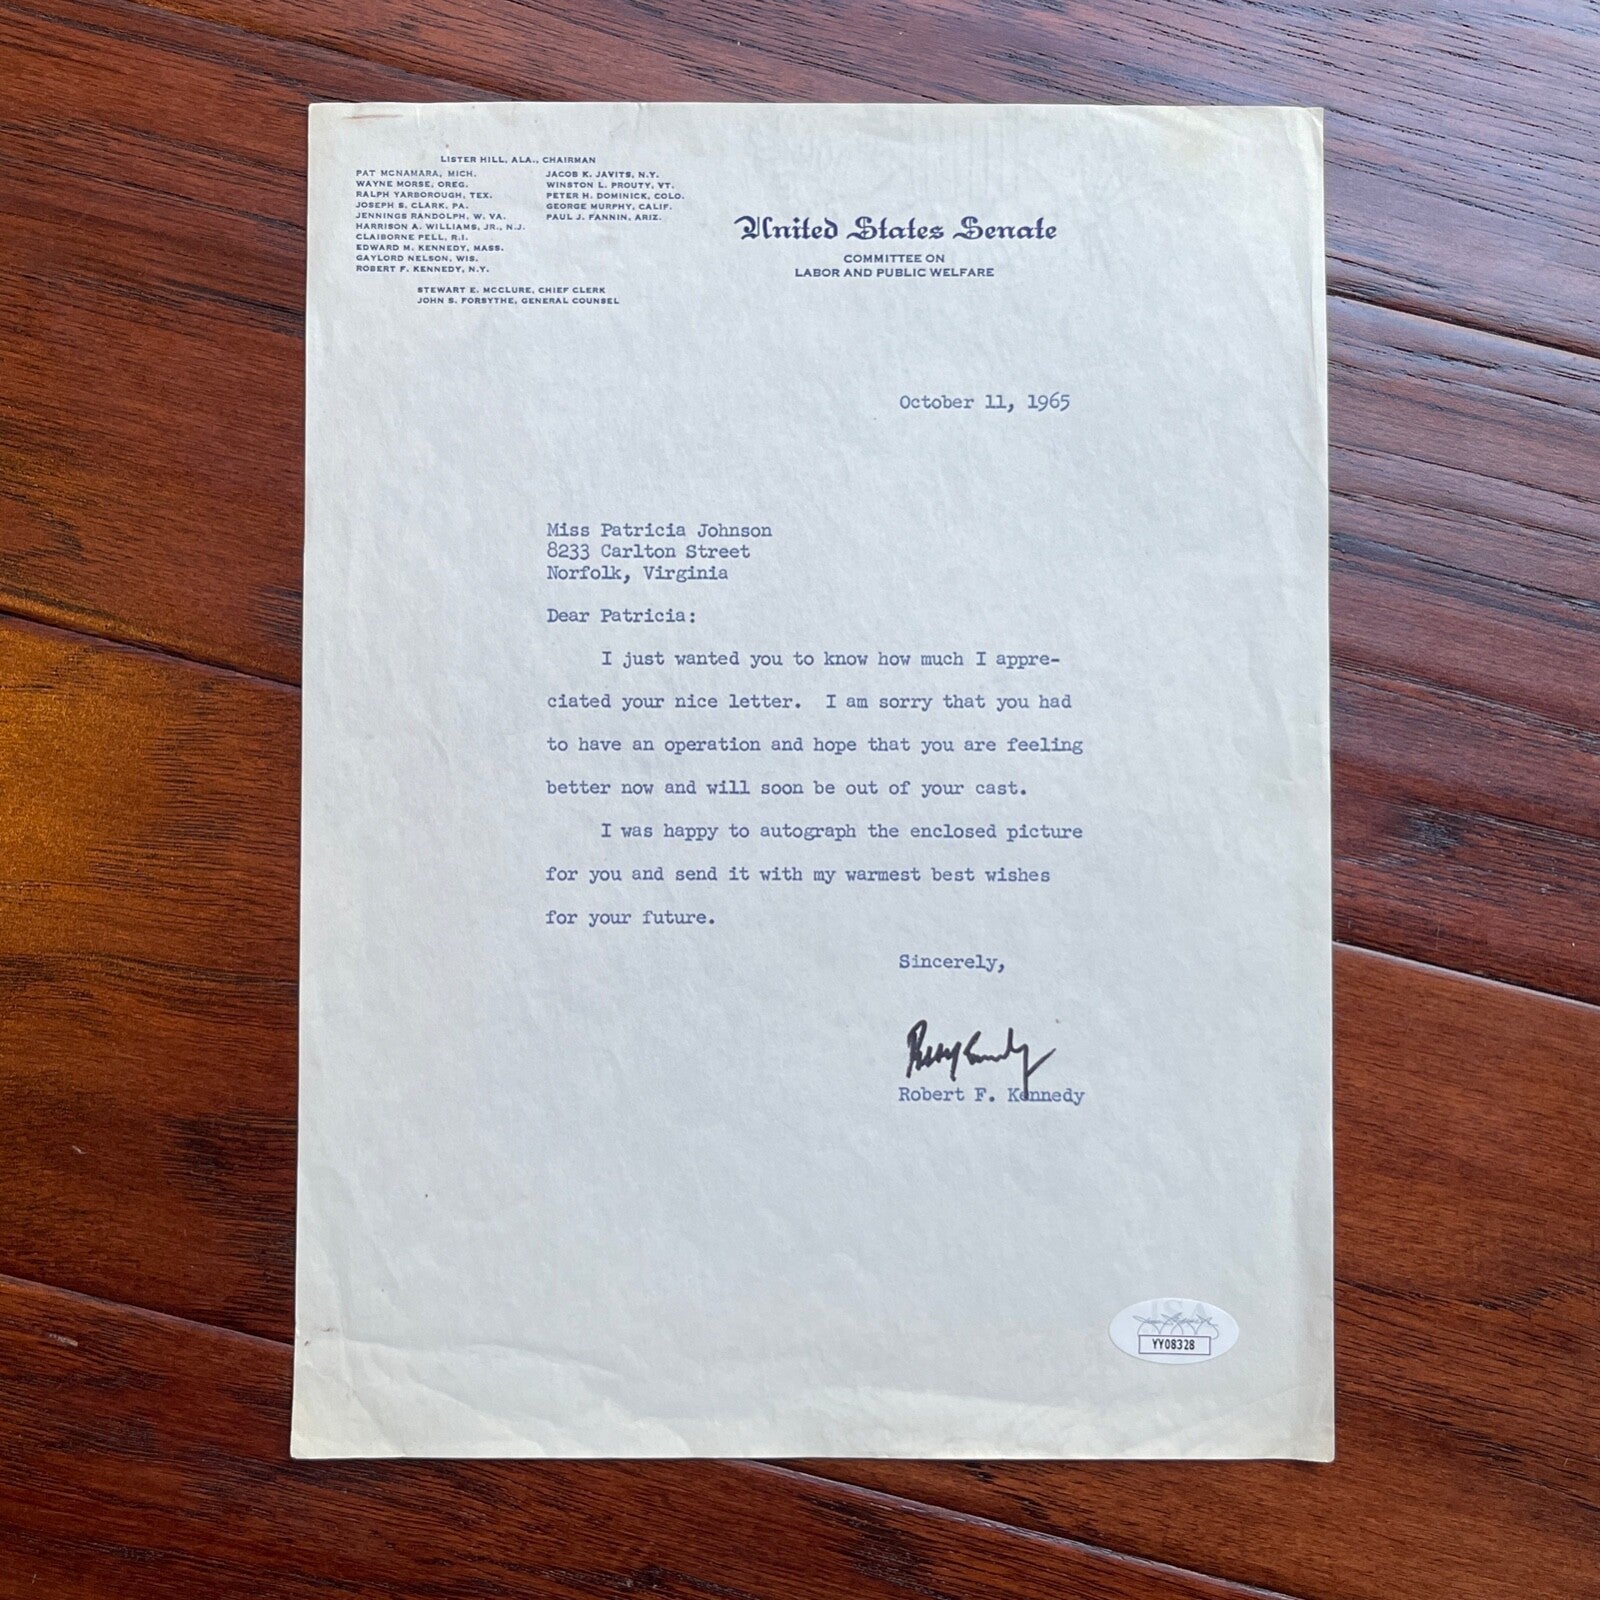 LISTER HILL, ALA., CHAIRMAN
PAT MCNAMARA, MICH.
WAYNE MORSE, OREG.
RALPH YARBOROUGH, TEX.
JOSEPH S. CLARK, PA.
JENNINGS RANDOLPH, W. VA.
HARRISON A. WILLIAMS, JR., N.J.
CLAIBORNE PELL, R.I.
EDWARD M. KENNEDY, MASS.
GAYLORD NELSON, WIS.
ROBERT F. KENNEDY, N.Y.
JACOB K. JAVITS, N.Y.
WINSTON L. PROUTY, VT.
PETER H. DOMINICK, COLO.
GEORGE MURPHY, CALIF.
PAUL J. FANNIN, ARIZ.
STEWART E. MCCLURE, CHIEF CLERK
JOHN S. FORSYTHE, GENERAL COUNSEL
United States Senate
COMMITTEE ON
LABOR AND PUBLIC WELFARE
October 11, 1965
Miss Patricia Johnson
8233 Carlton Street
Norfolk, Virginia
Dear Patricia:
I just wanted you to know how much I appre-
ciated your nice letter. I am sorry that you had
to have an operation and hope that you are feeling
better now and will soon be out of your cast.
I was happy to autograph the enclosed picture
for you and send it with my warmest best wishes
for your future.
Sincerely,
Robert F. Kennedy
JSA
YY08328